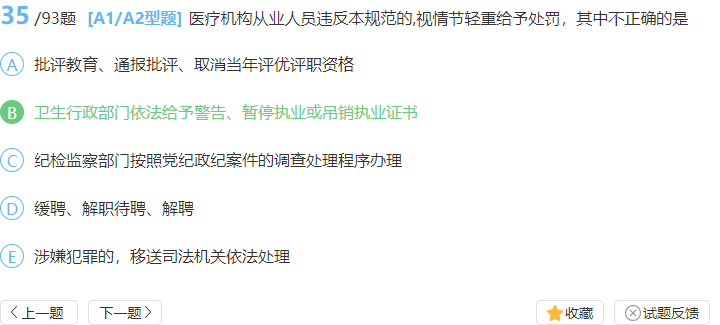 35/93题 [A1/A2型题] 医疗机构从业人员违反本规范的,视情节轻重给予处罚，其中不正确的是
A 批评教育、通报批评、取消当年评优评职资格
B 卫生行政部门依法给予警告、暂停执业或吊销执业证书
C 纪检监察部门按照党纪政纪案件的调查处理程序办理
D 缓聘、解职待聘、解聘
E 涉嫌犯罪的，移送司法机关依法处理
上一题 下一题 收藏 试题反馈